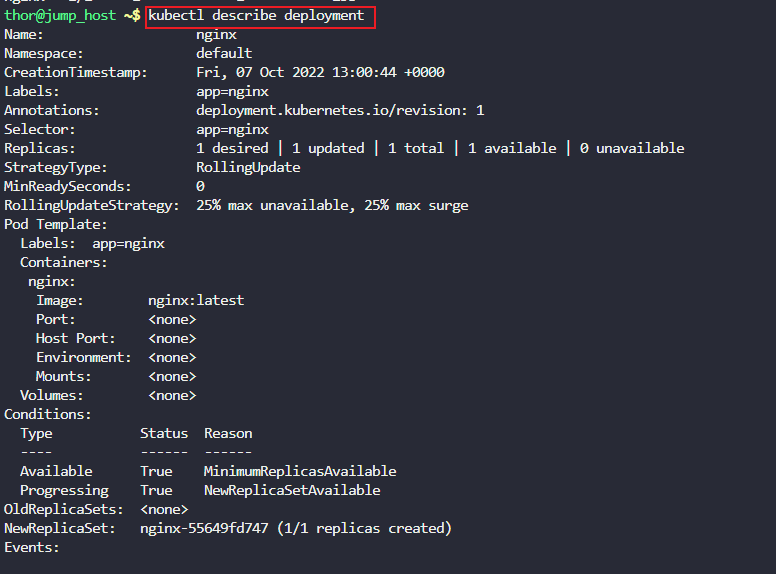 thor@jump_host ~$ kubectl describe deployment
Name:                   nginx
Namespace:              default
CreationTimestamp:      Fri, 07 Oct 2022 13:00:44 +0000
Labels:                 app=nginx
Annotations:            deployment.kubernetes.io/revision: 1
Selector:               app=nginx
Replicas:               1 desired | 1 updated | 1 total | 1 available | 0 unavailable
StrategyType:           RollingUpdate
MinReadySeconds:        0
RollingUpdateStrategy:  25% max unavailable, 25% max surge
Pod Template:
  Labels:  app=nginx
  Containers:
   nginx:
    Image:        nginx:latest
    Port:         <none>
    Host Port:    <none>
    Environment:  <none>
    Mounts:       <none>
  Volumes:        <none>
Conditions:
  Type           Status  Reason
  ----           ------  ------
  Available      True    MinimumReplicasAvailable
  Progressing    True    NewReplicaSetAvailable
OldReplicaSets:  <none>
NewReplicaSet:   nginx-55649fd747 (1/1 replicas created)
Events: